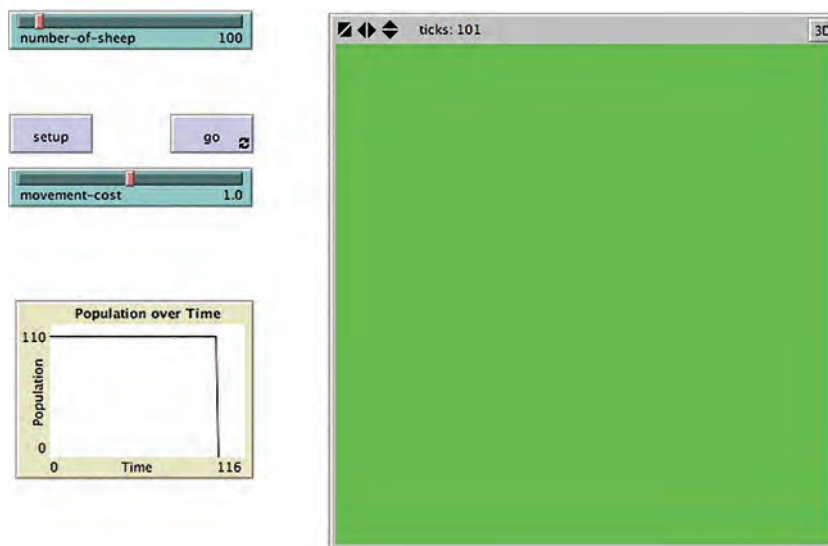 number-of-sheep 100
ticks: 101
3D
setup
go
movement-cost 1.0
Population over Time
110
Population
0
0 Time 116